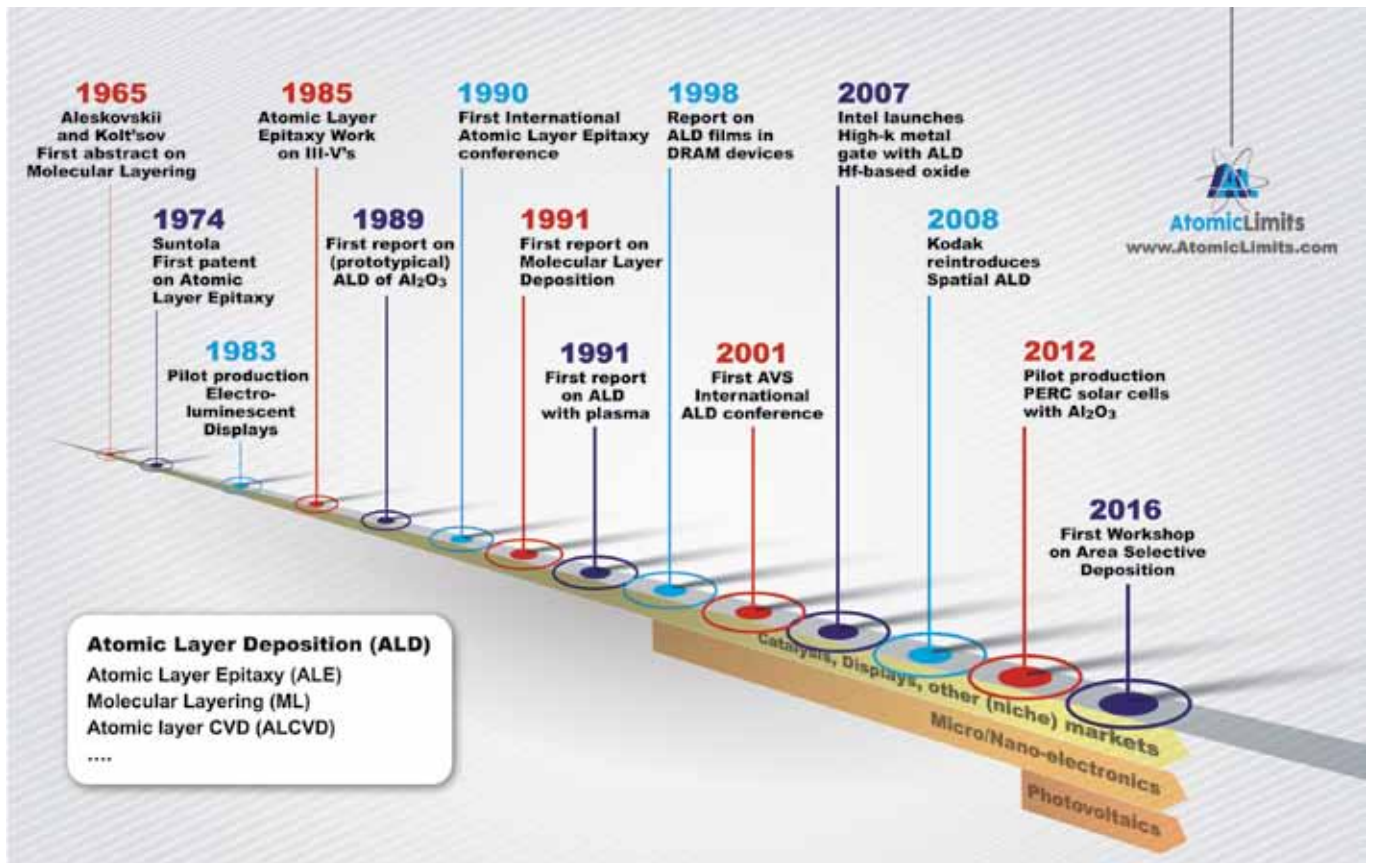 1965
Aleskovskii
and Kolt'sov
First abstract on
Molecular Layering
1974
Suntola
First patent
on Atomic
Layer Epitaxy
1983
Pilot production
Electro-
luminescent
Displays
1985
Atomic Layer
Epitaxy Work
on III-V's
1989
First report on
(prototypical)
ALD of Al₂O₃
1990
First International
Atomic Layer Epitaxy
conference
1991
First report on
Molecular Layer
Deposition
1991
First report
on ALD
with plasma
1998
Report on
ALD films in
DRAM devices
2001
First AVS
International
ALD conference
2007
Intel launches
High-k metal
gate with ALD
Hf-based oxide
2008
Kodak
reintroduces
Spatial ALD
2012
Pilot production
PERC solar cells
with Al₂O₃
2016
First Workshop
on Area Selective
Deposition
AL
AtomicLimits
www.AtomicLimits.com
Catalysis, Displays, other (niche) markets
Micro/Nano-electronics
Photovoltaics
Atomic Layer Deposition (ALD)
Atomic Layer Epitaxy (ALE)
Molecular Layering (ML)
Atomic layer CVD (ALCVD)
....